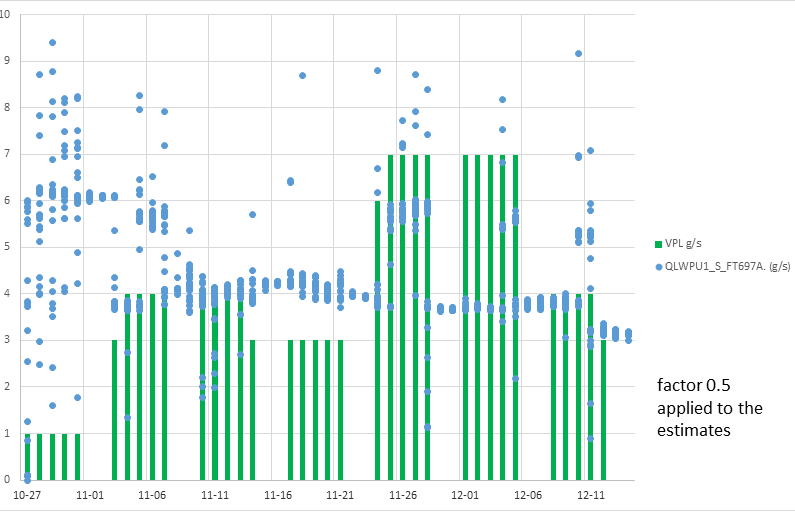 10
9
8
7
6
5
4
3
2
1
0
10-27 11-01 11-06 11-11 11-16 11-21 11-26 12-01 12-06 12-11
VPL g/s
QLWPU1_S_FT697A. (g/s)
factor 0.5
applied to the
estimates